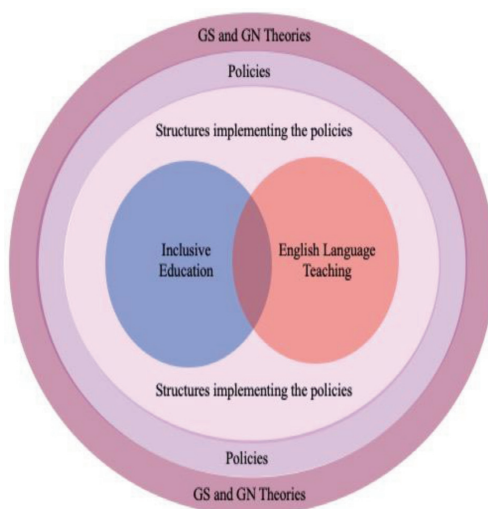 GS and GN Theories
Policies
Structures implementing the policies
Inclusive
Education
English Language
Teaching
Structures implementing the policies
Policies
GS and GN Theories